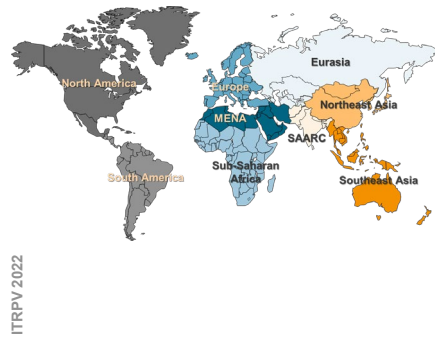 Eurasia
North America
Europe
Northeast Asia
MENA
SAARC
Sub-Saharan
Africa
South America
Southeast Asia
ITRPV 2022